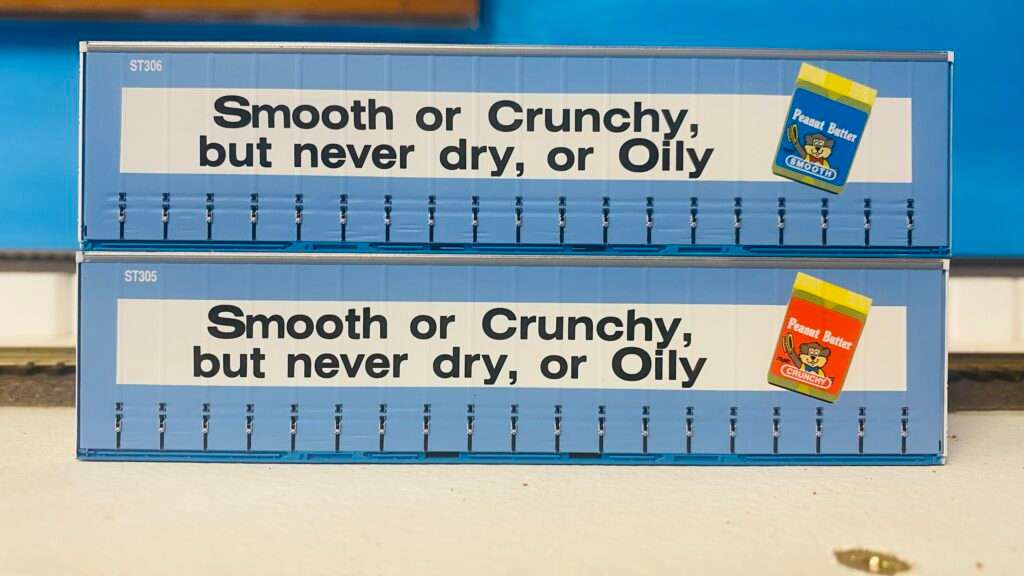 ST306
Smooth or Crunchy,
but never dry, or Oily
Peanut Butter
SMOOTH
ST305
Smooth or Crunchy,
but never dry, or Oily
Peanut Butter
CRUNCHY